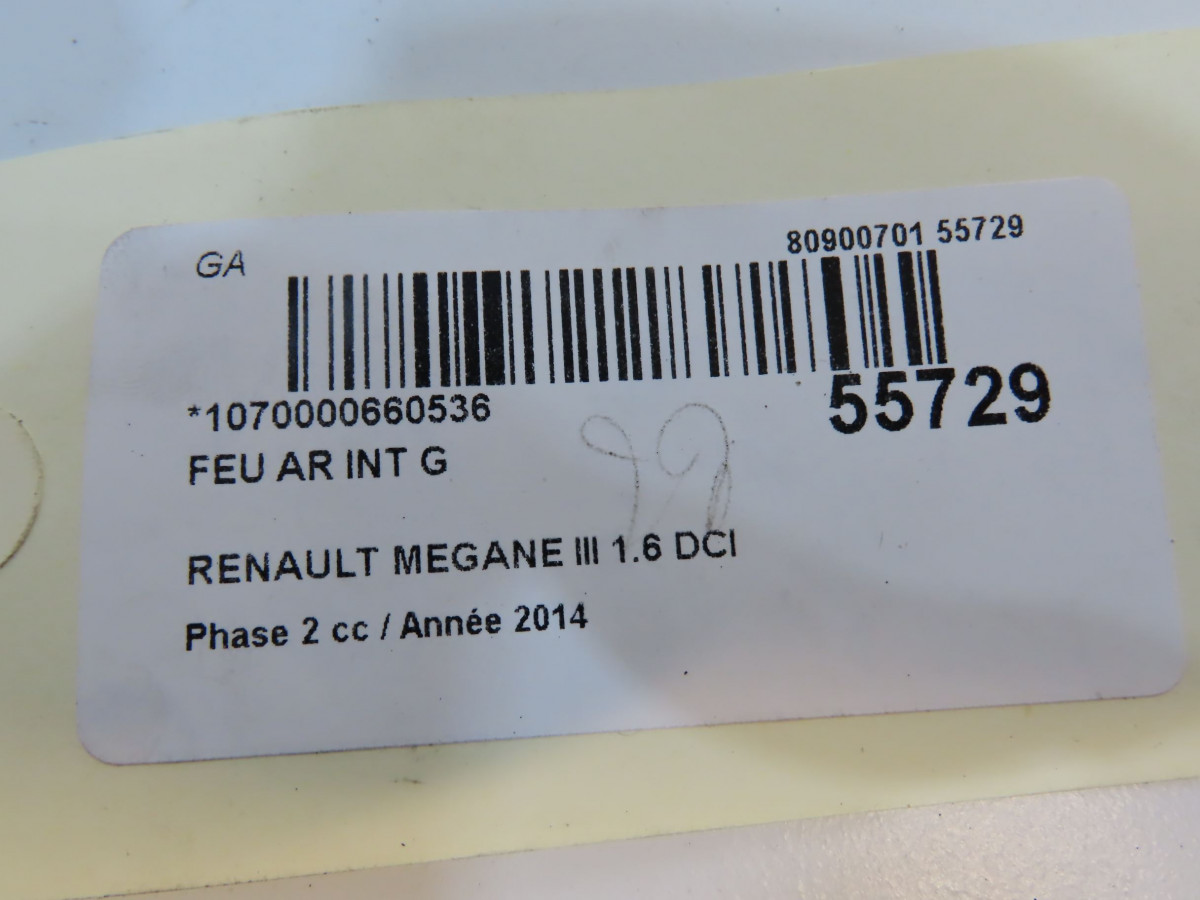 GA
80900701 55729
*1070000660536
55729
FEU AR INT G
RENAULT MEGANE III 1.6 DCI
Phase 2 cc / Année 2014